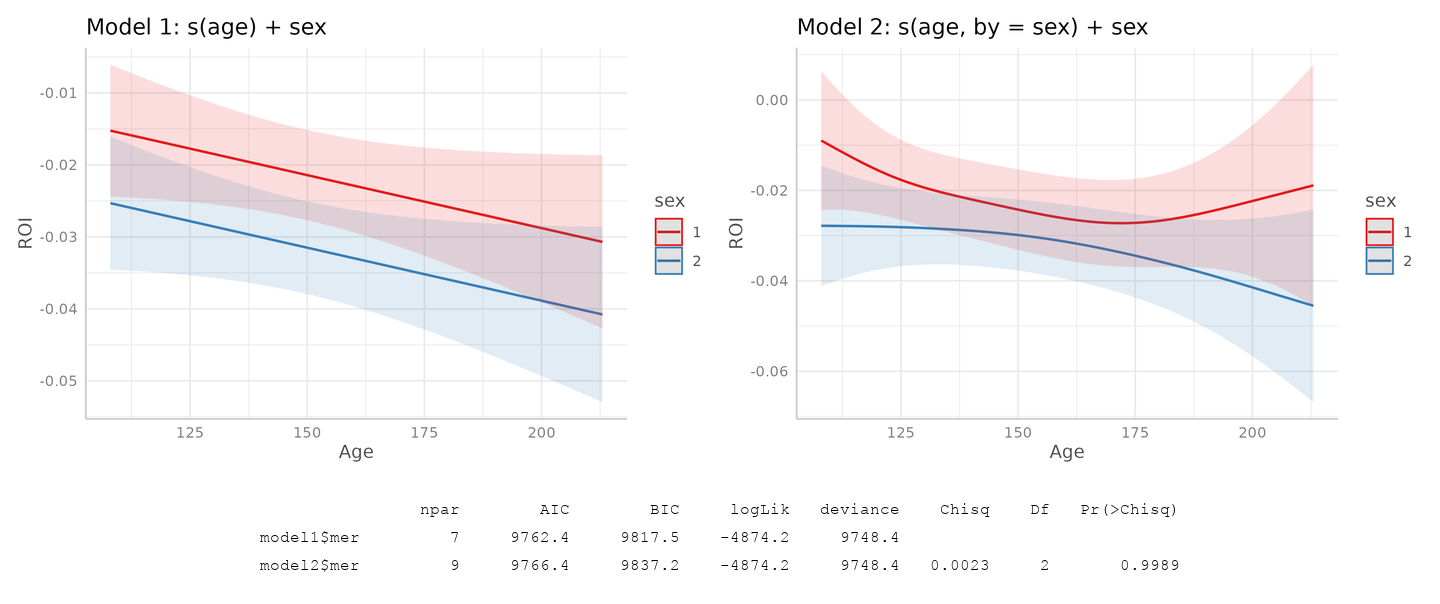 Model 1: s(age) + sex
Model 2: s(age, by = sex) + sex
-0.01
-0.02
-0.03
-0.04
-0.05
ROI
125
150
175
200
Age
sex
1
2
0.00
-0.02
-0.04
-0.06
ROI
125
150
175
200
Age
sex
1
2
npar AIC BIC logLik deviance Chisq Df Pr(>Chisq)
model1$mer 7 9762.4 9817.5 -4874.2 9748.4
model2$mer 9 9766.4 9837.2 -4874.2 9748.4 0.0023 2 0.9989